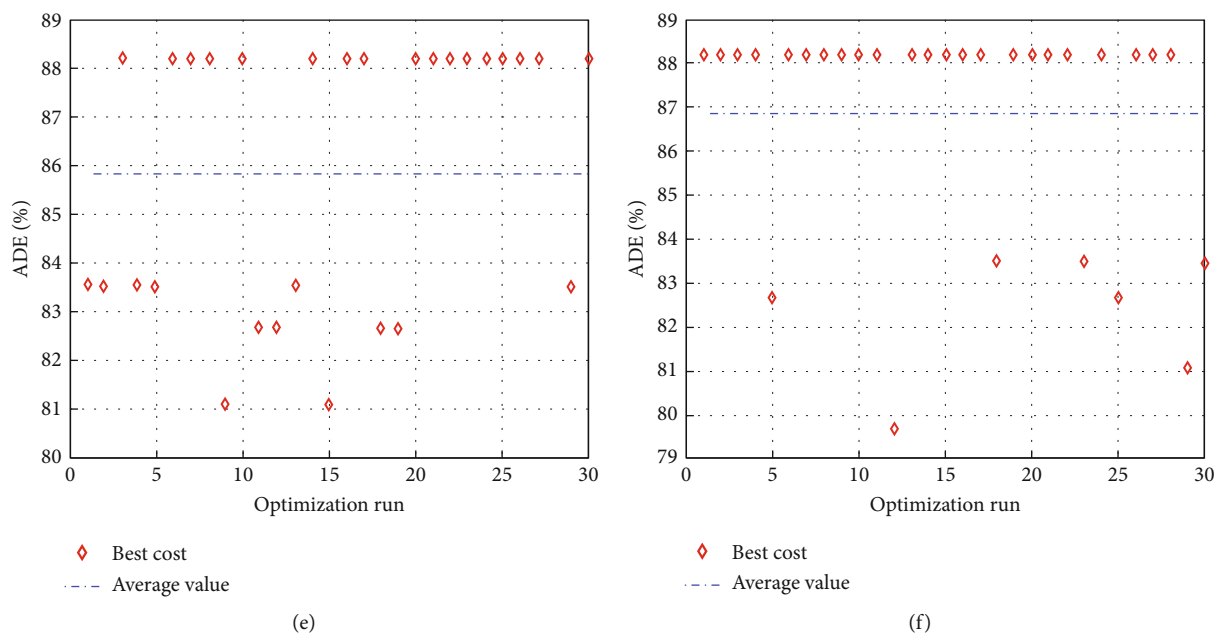 89
88
87
86
85
84
83
82
81
80
ADE (%)
0 5 10 15 20 25 30
Optimization run
Best cost
Average value
(e)
89
88
87
86
85
84
83
82
81
80
79
ADE (%)
0 5 10 15 20 25 30
Optimization run
Best cost
Average value
(f)